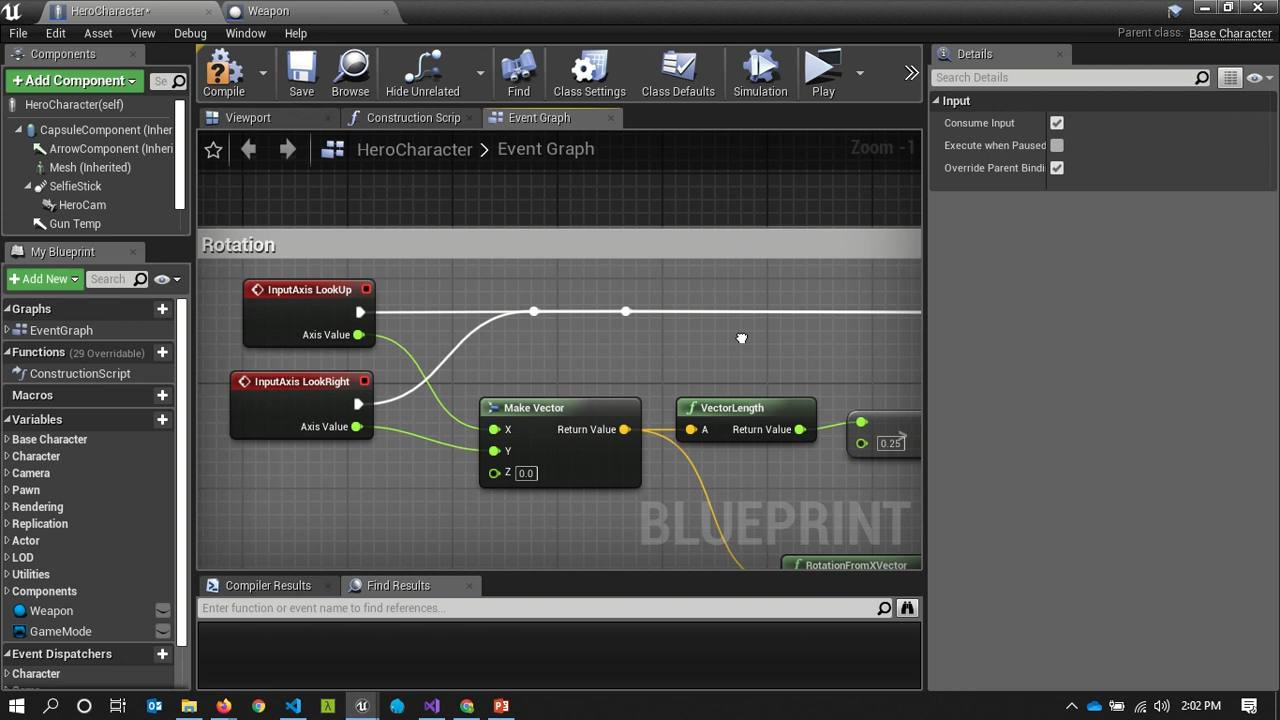 HeroCharacter*
Weapon
File Edit Asset View Debug Window Help
Parent class: Base Character
Components
Add Component
Se
HeroCharacter(self)
CapsuleComponent (Inher
ArrowComponent (Inheri
Mesh (Inherited)
SelfieStick
HeroCam
Gun Temp
My Blueprint
Add New
Search
Graphs
EventGraph
Functions (29 Overridable)
ConstructionScript
Macros
Variables
Base Character
Character
Camera
Pawn
Rendering
Replication
Actor
LOD
Utilities
Components
Weapon
GameMode
Event Dispatchers
Character
Compile Save Browse Hide Unrelated Find Class Settings Class Defaults Simulation Play
Viewport Construction Scrip Event Graph
HeroCharacter > Event Graph
Zoom -1
Rotation
InputAxis LookUp
Axis Value
InputAxis LookRight
Axis Value
Make Vector
X Return Value
Y
Z 0.0
VectorLength
A Return Value
>
0.25
BLUEPRINT
RotationFromXVector
Compiler Results Find Results
Enter function or event name to find references...
Details
Search Details
Input
Consume Input
Execute when Paused
Override Parent Bindi
2:02 PM